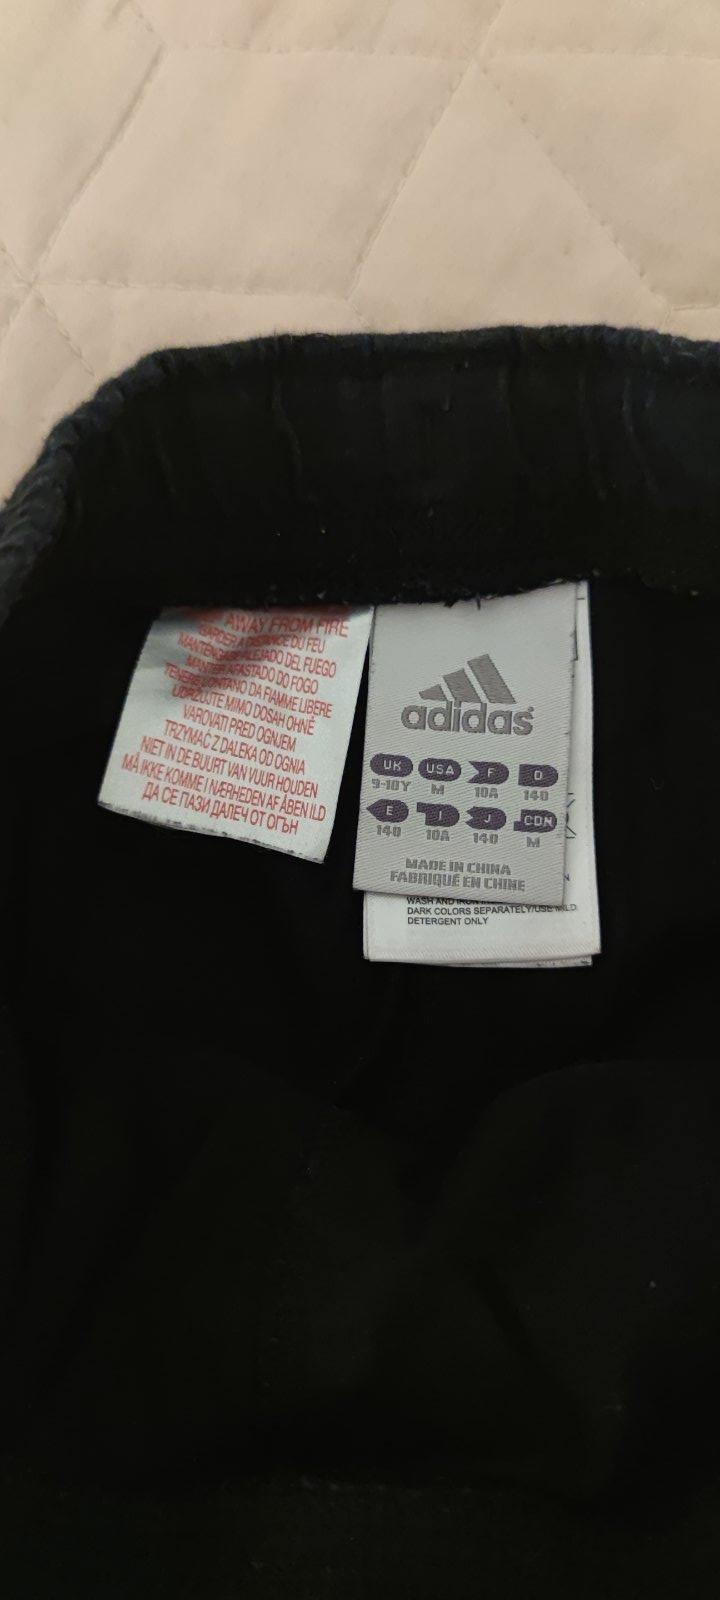 AWAY FROM FIRE
GARDER A DISTANCE DU FEU
MANTENGASE ALEJADO DEL FUEGO
MANTER AFASTADO DO FOGO
TENERE LONTANO DA FIAMME LIBERE
UDRZUJTE MIMO DOSAH OHNĚ
VAROVATI PRED OGNJEM
TRZYMAĆ Z DALEKA OD OGNIA
NIET IN DE BUURT VAN VUUR HOUDEN
MÅ IKKE KOMME I NÆRHEDEN AF ÅBEN ILD
ДА СЕ ПАЗИ ДАЛЕЧ ОТ ОГЪН
adidas
UK USA F D
9-10Y M 10A 140
E I J CDN
140 10A 140 M
MADE IN CHINA
FABRIQUÉ EN CHINE
WASH AND IRON
DARK COLORS SEPARATELY/USE MILD
DETERGENT ONLY